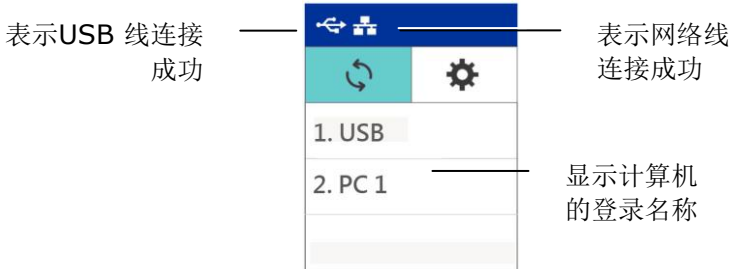 表示USB 线连接
成功
表示网络线
连接成功
1. USB
2. PC 1
显示计算机
的登录名称